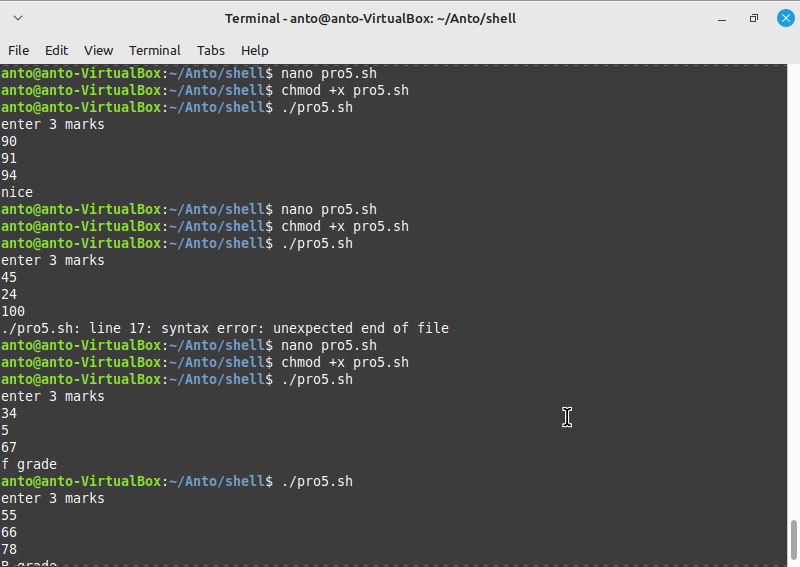 Terminal - anto@anto-VirtualBox: ~/Anto/shell
File Edit View Terminal Tabs Help
anto@anto-VirtualBox:~/Anto/shell$ nano pro5.sh
anto@anto-VirtualBox:~/Anto/shell$ chmod +x pro5.sh
anto@anto-VirtualBox:~/Anto/shell$ ./pro5.sh
enter 3 marks
90
91
94
nice
anto@anto-VirtualBox:~/Anto/shell$ nano pro5.sh
anto@anto-VirtualBox:~/Anto/shell$ chmod +x pro5.sh
anto@anto-VirtualBox:~/Anto/shell$ ./pro5.sh
enter 3 marks
45
24
100
./pro5.sh: line 17: syntax error: unexpected end of file
anto@anto-VirtualBox:~/Anto/shell$ nano pro5.sh
anto@anto-VirtualBox:~/Anto/shell$ chmod +x pro5.sh
anto@anto-VirtualBox:~/Anto/shell$ ./pro5.sh
enter 3 marks
34
5
67
f grade
anto@anto-VirtualBox:~/Anto/shell$ ./pro5.sh
enter 3 marks
55
66
78
grade